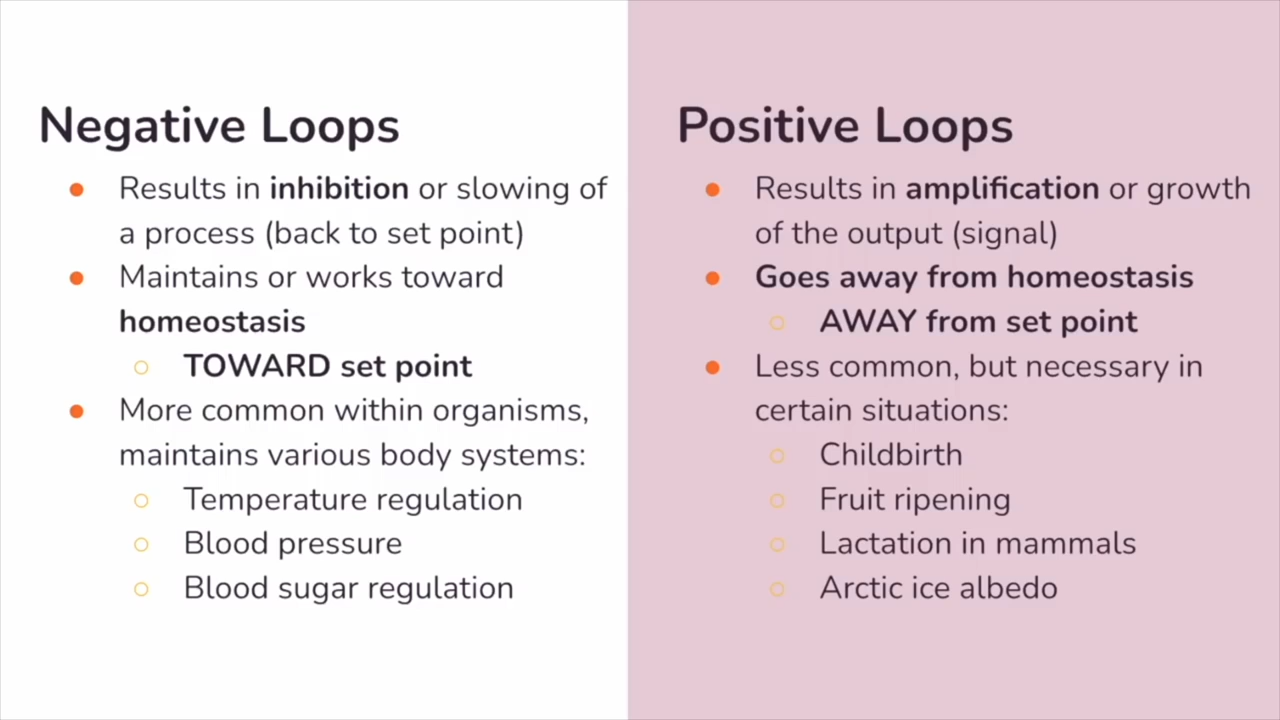 Negative Loops
● Results in inhibition or slowing of
a process (back to set point)
● Maintains or works toward
homeostasis
○ TOWARD set point
● More common within organisms,
maintains various body systems:
○ Temperature regulation
○ Blood pressure
○ Blood sugar regulation
Positive Loops
● Results in amplification or growth
of the output (signal)
● Goes away from homeostasis
○ AWAY from set point
● Less common, but necessary in
certain situations:
○ Childbirth
○ Fruit ripening
○ Lactation in mammals
○ Arctic ice albedo